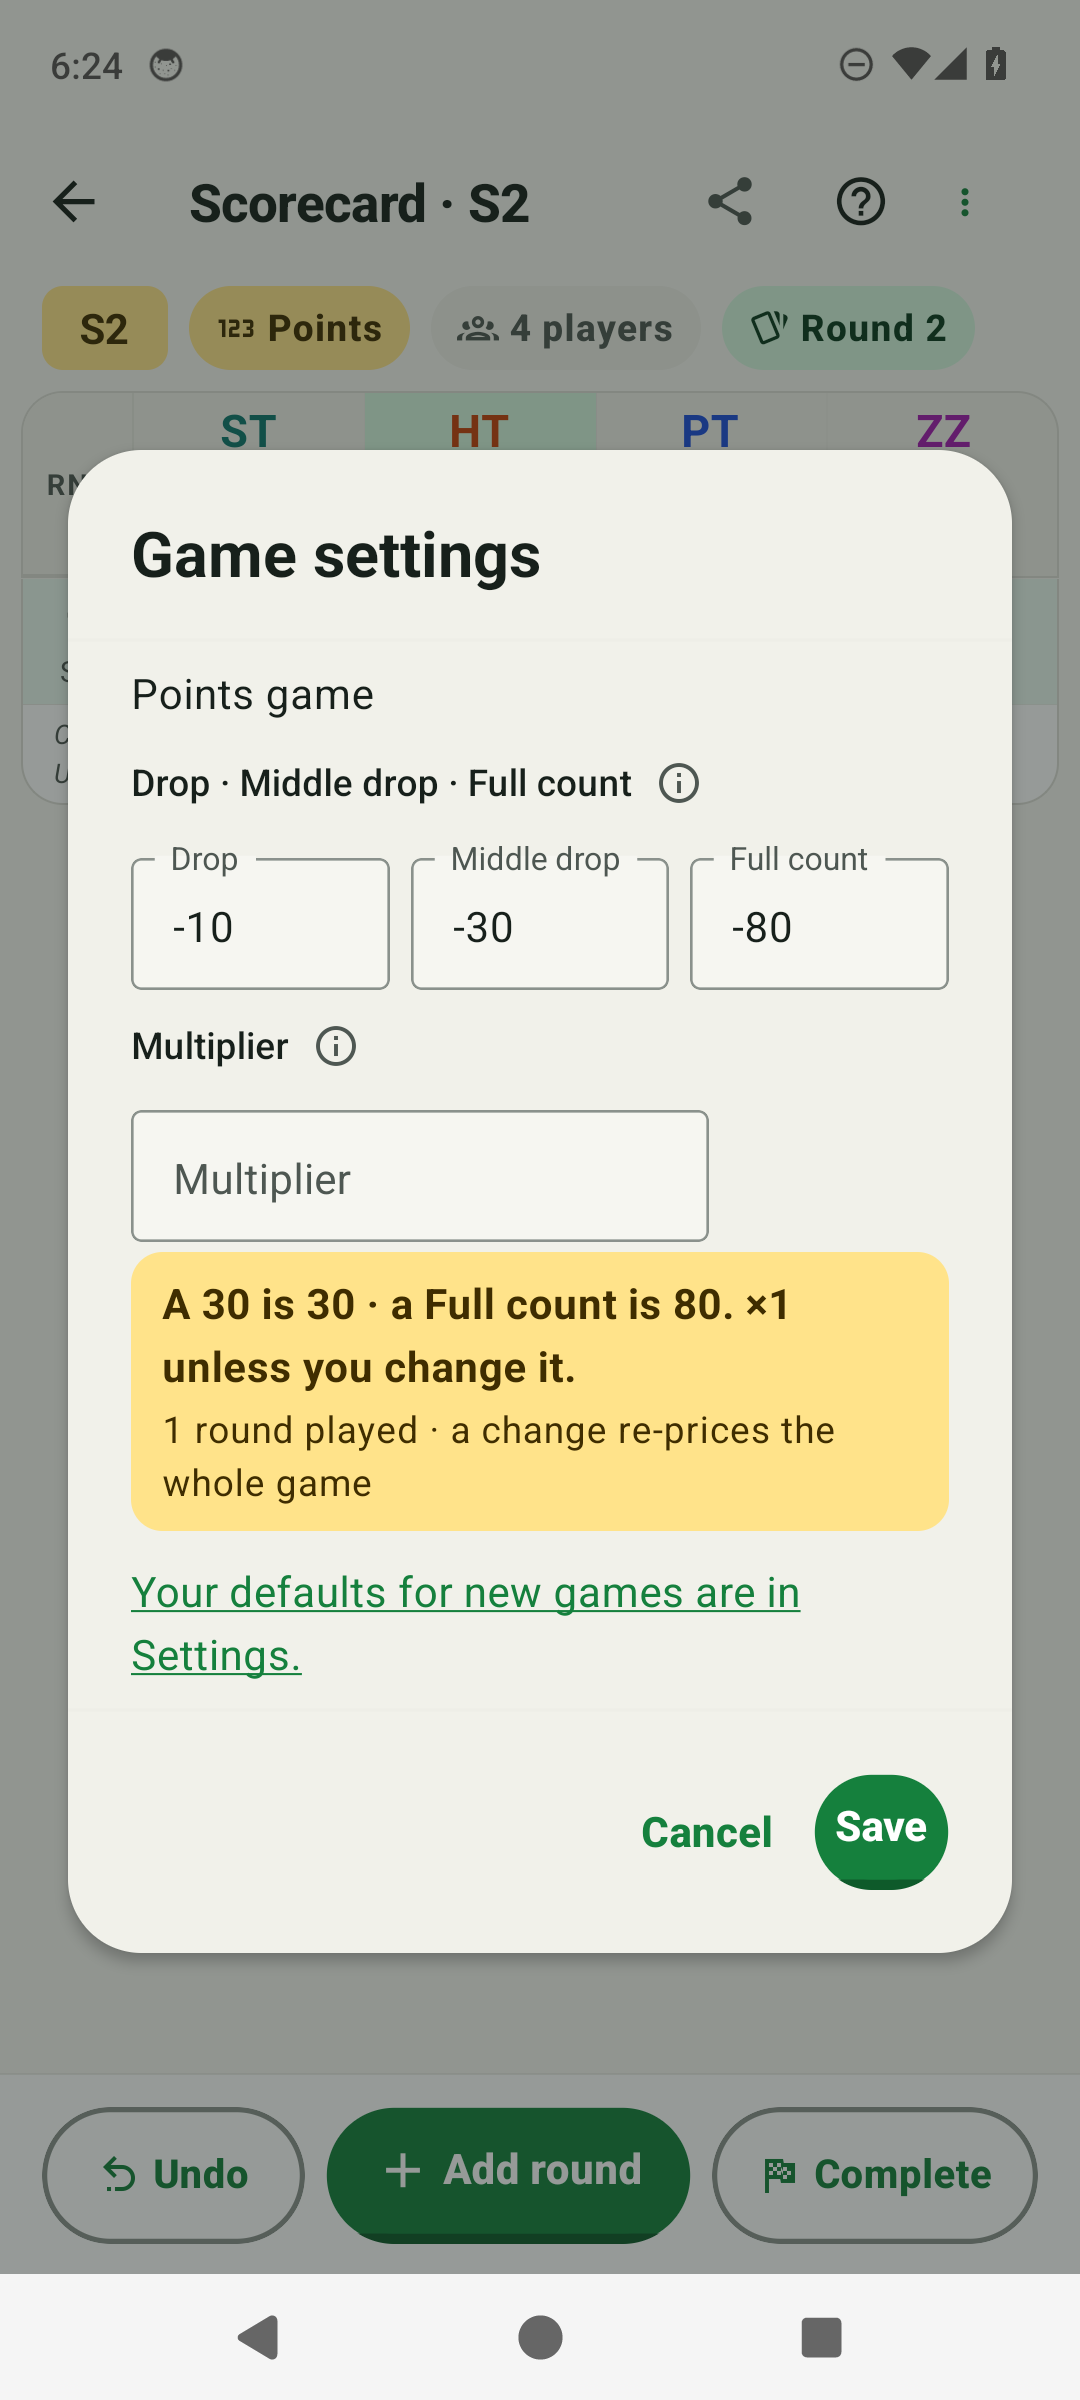 6:24
Scorecard · S2
S2
123 Points
4 players
Round 2
ST HT PT ZZ
Game settings
Points game
Drop · Middle drop · Full count
Drop Middle drop Full count
-10 -30 -80
Multiplier
Multiplier
A 30 is 30 · a Full count is 80. ×1
unless you change it.
1 round played · a change re-prices the
whole game
Your defaults for new games are in
Settings.
Cancel
Save
Undo
Add round
Complete